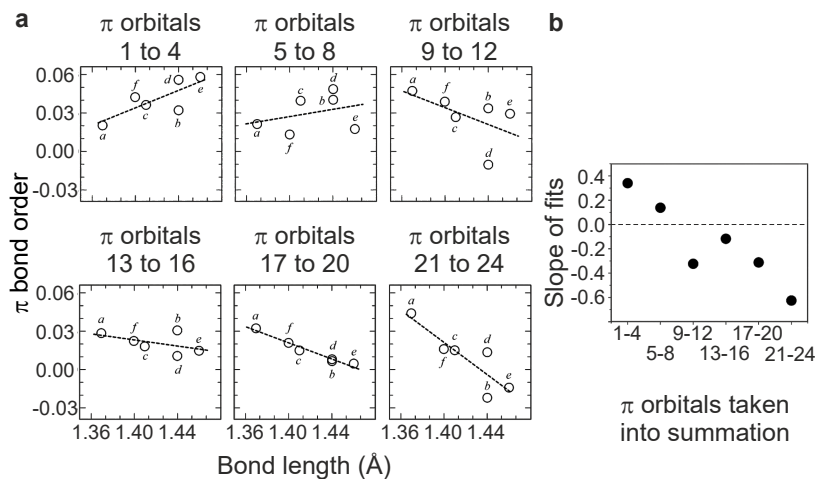 a
π orbitals
1 to 4
π orbitals
5 to 8
π orbitals
9 to 12
b
0.06
0.03
0.00
-0.03
a
f
c
d
b
e
a
f
c
d
b
e
a
f
c
b
d
e
π orbitals
13 to 16
π orbitals
17 to 20
π orbitals
21 to 24
π bond order
0.06
0.03
0.00
-0.03
a
f
c
b
d
e
a
f
c
d
b
e
a
f
c
d
b
e
1.36 1.40 1.44
1.36 1.40 1.44
1.36 1.40 1.44
Bond length (Å)
Slope of fits
0.4
0.2
0.0
-0.2
-0.4
-0.6
1–4 9–12 17–20
5–8 13–16 21–24
π orbitals taken
into summation